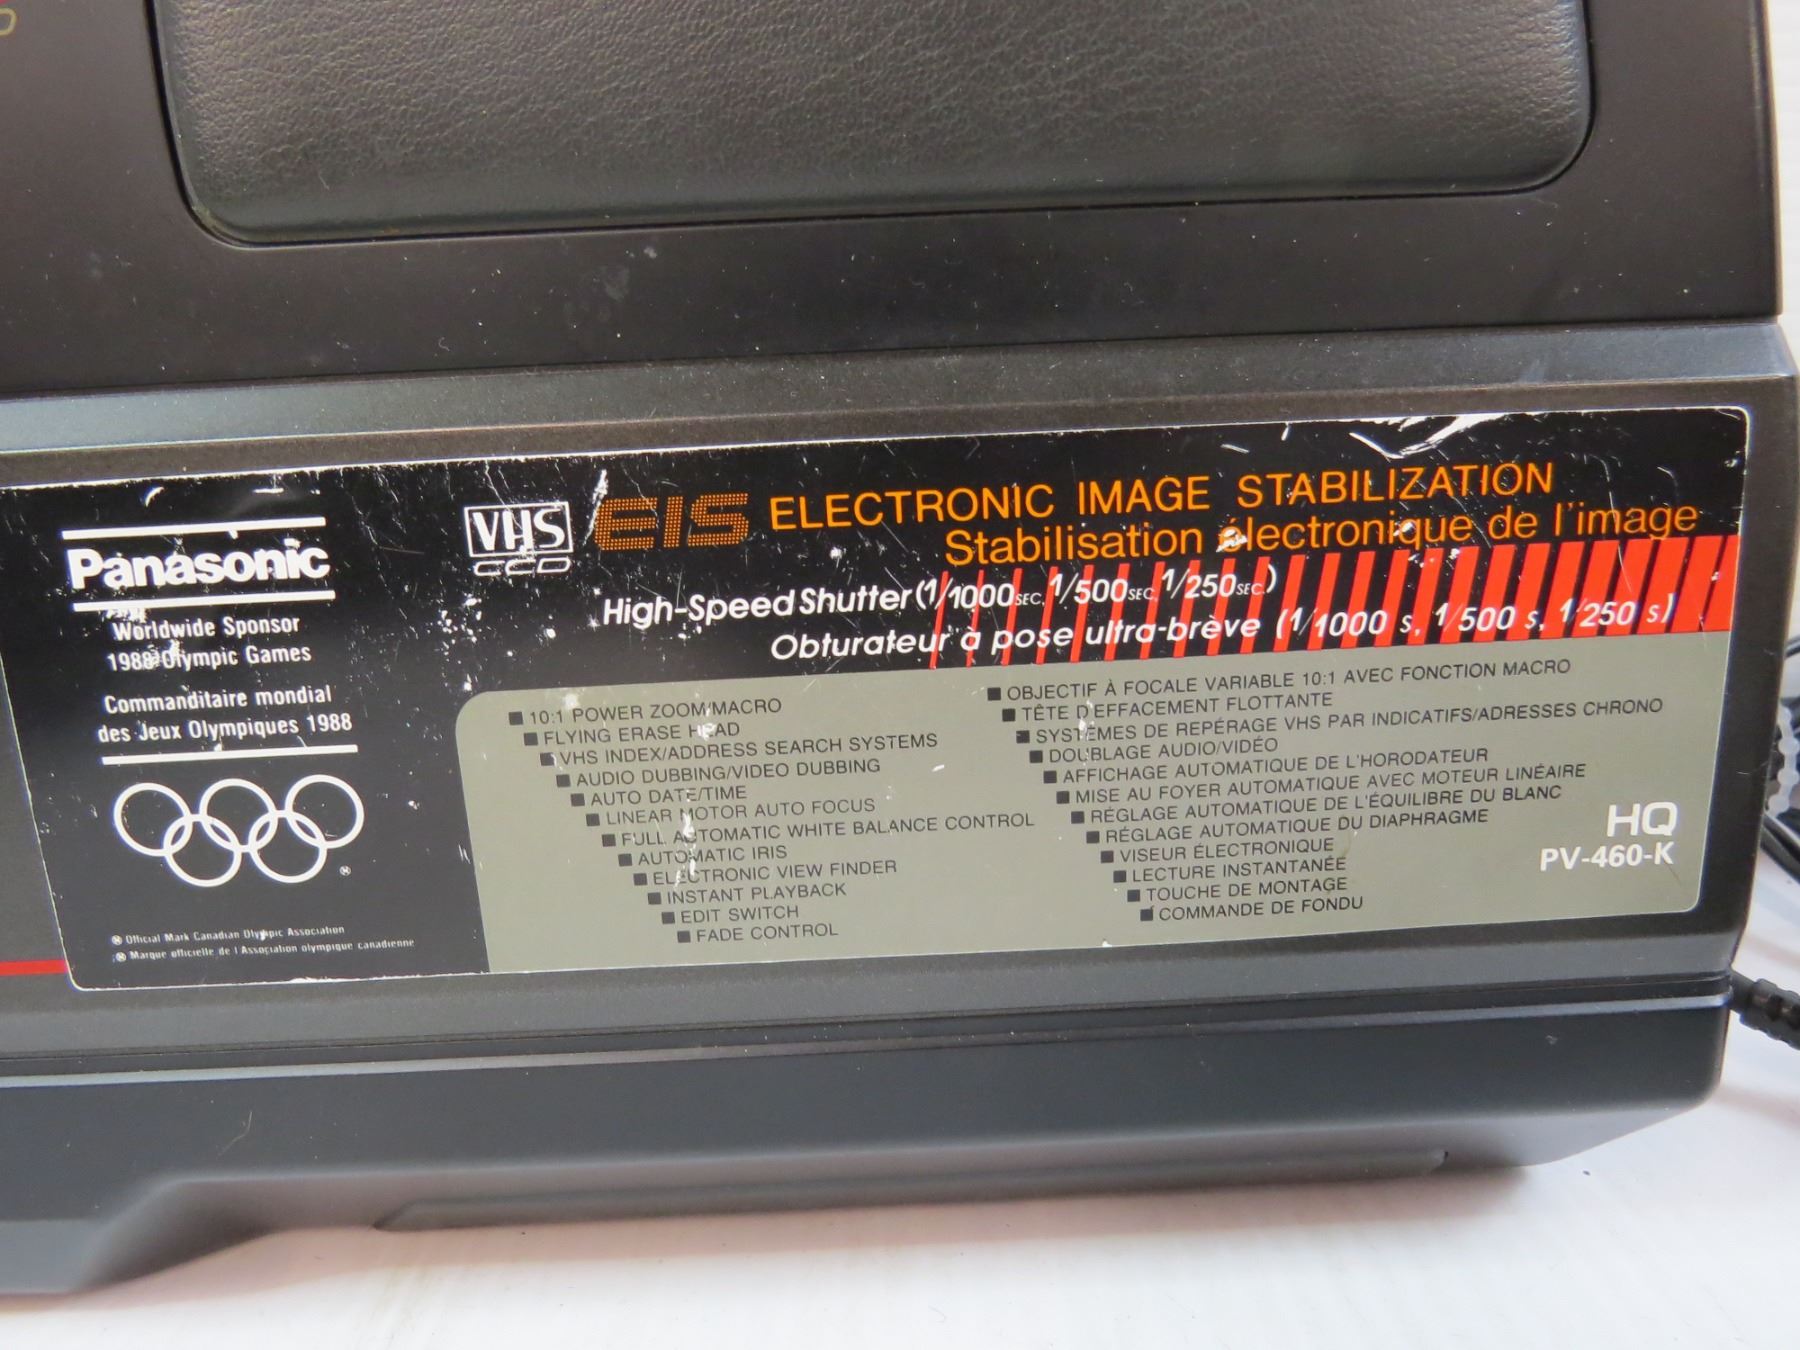 Panasonic
Worldwide Sponsor
1988 Olympic Games
Commanditaire mondial
des Jeux Olympiques 1988
® Official Mark Canadian Olympic Association
® Marque officielle de l'Association olympique canadienne
VHS
CCD
EIS ELECTRONIC IMAGE STABILIZATION
Stabilisation électronique de l'image
High-Speed Shutter (1/1000 SEC, 1/500 SEC, 1/250 SEC.)
Obturateur à pose ultra-brève (1/1000 s, 1/500 s, 1/250 s)
■ 10:1 POWER ZOOM/MACRO
■ FLYING ERASE HEAD
■ VHS INDEX/ADDRESS SEARCH SYSTEMS
■ AUDIO DUBBING/VIDEO DUBBING
■ AUTO DATE/TIME
■ LINEAR MOTOR AUTO FOCUS
■ FULL AUTOMATIC WHITE BALANCE CONTROL
■ AUTOMATIC IRIS
■ ELECTRONIC VIEW FINDER
■ INSTANT PLAYBACK
■ EDIT SWITCH
■ FADE CONTROL
■ OBJECTIF À FOCALE VARIABLE 10:1 AVEC FONCTION MACRO
■ TÊTE D'EFFACEMENT FLOTTANTE
■ SYSTÈMES DE REPÉRAGE VHS PAR INDICATIFS/ADRESSES CHRONO
■ DOUBLAGE AUDIO/VIDÉO
■ AFFICHAGE AUTOMATIQUE DE L'HORODATEUR
■ MISE AU FOYER AUTOMATIQUE AVEC MOTEUR LINÉAIRE
■ RÉGLAGE AUTOMATIQUE DE L'ÉQUILIBRE DU BLANC
■ RÉGLAGE AUTOMATIQUE DU DIAPHRAGME
■ VISEUR ÉLECTRONIQUE
■ LECTURE INSTANTANÉE
■ TOUCHE DE MONTAGE
■ COMMANDE DE FONDU
HQ
PV-460-K